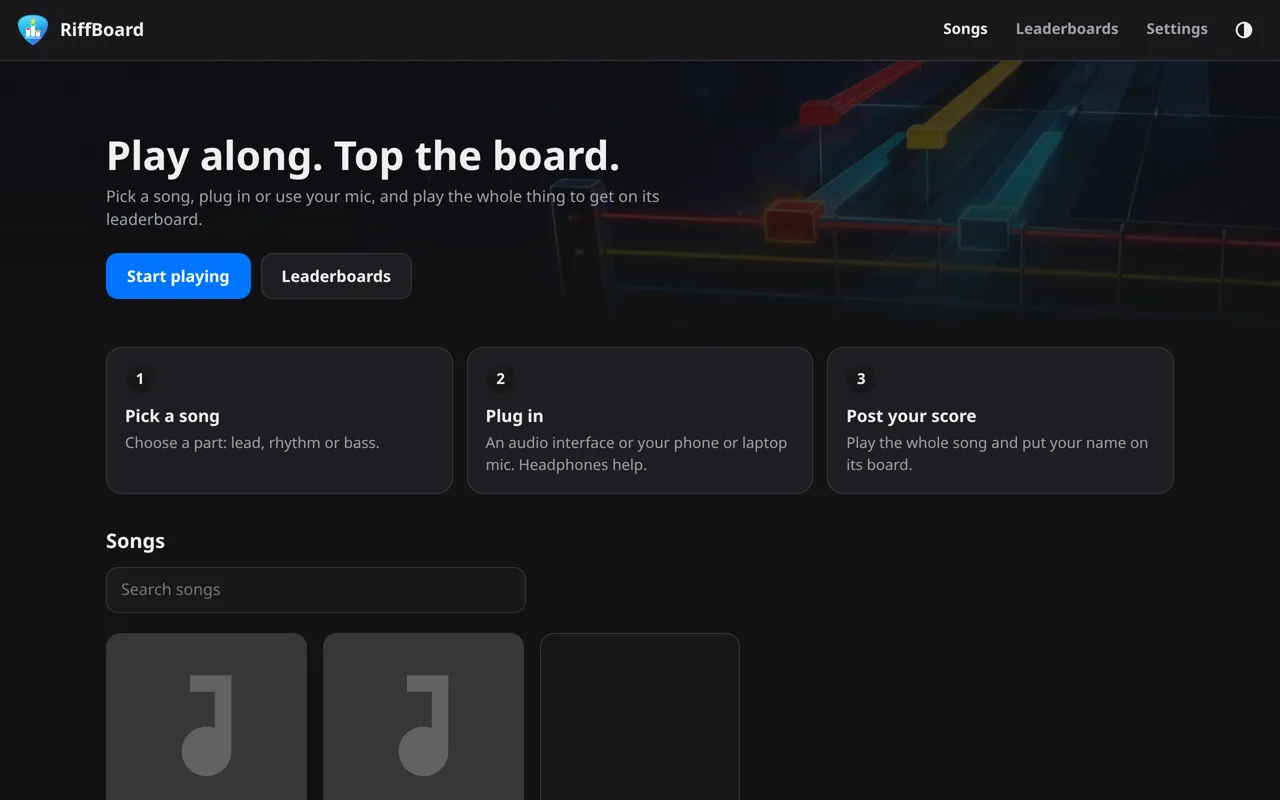 RiffBoard
Songs
Leaderboards
Settings
Play along. Top the board.
Pick a song, plug in or use your mic, and play the whole thing to get on its
leaderboard.
Start playing
Leaderboards
1
Pick a song
Choose a part: lead, rhythm or bass.
2
Plug in
An audio interface or your phone or laptop
mic. Headphones help.
3
Post your score
Play the whole song and put your name on
its board.
Songs
Search songs